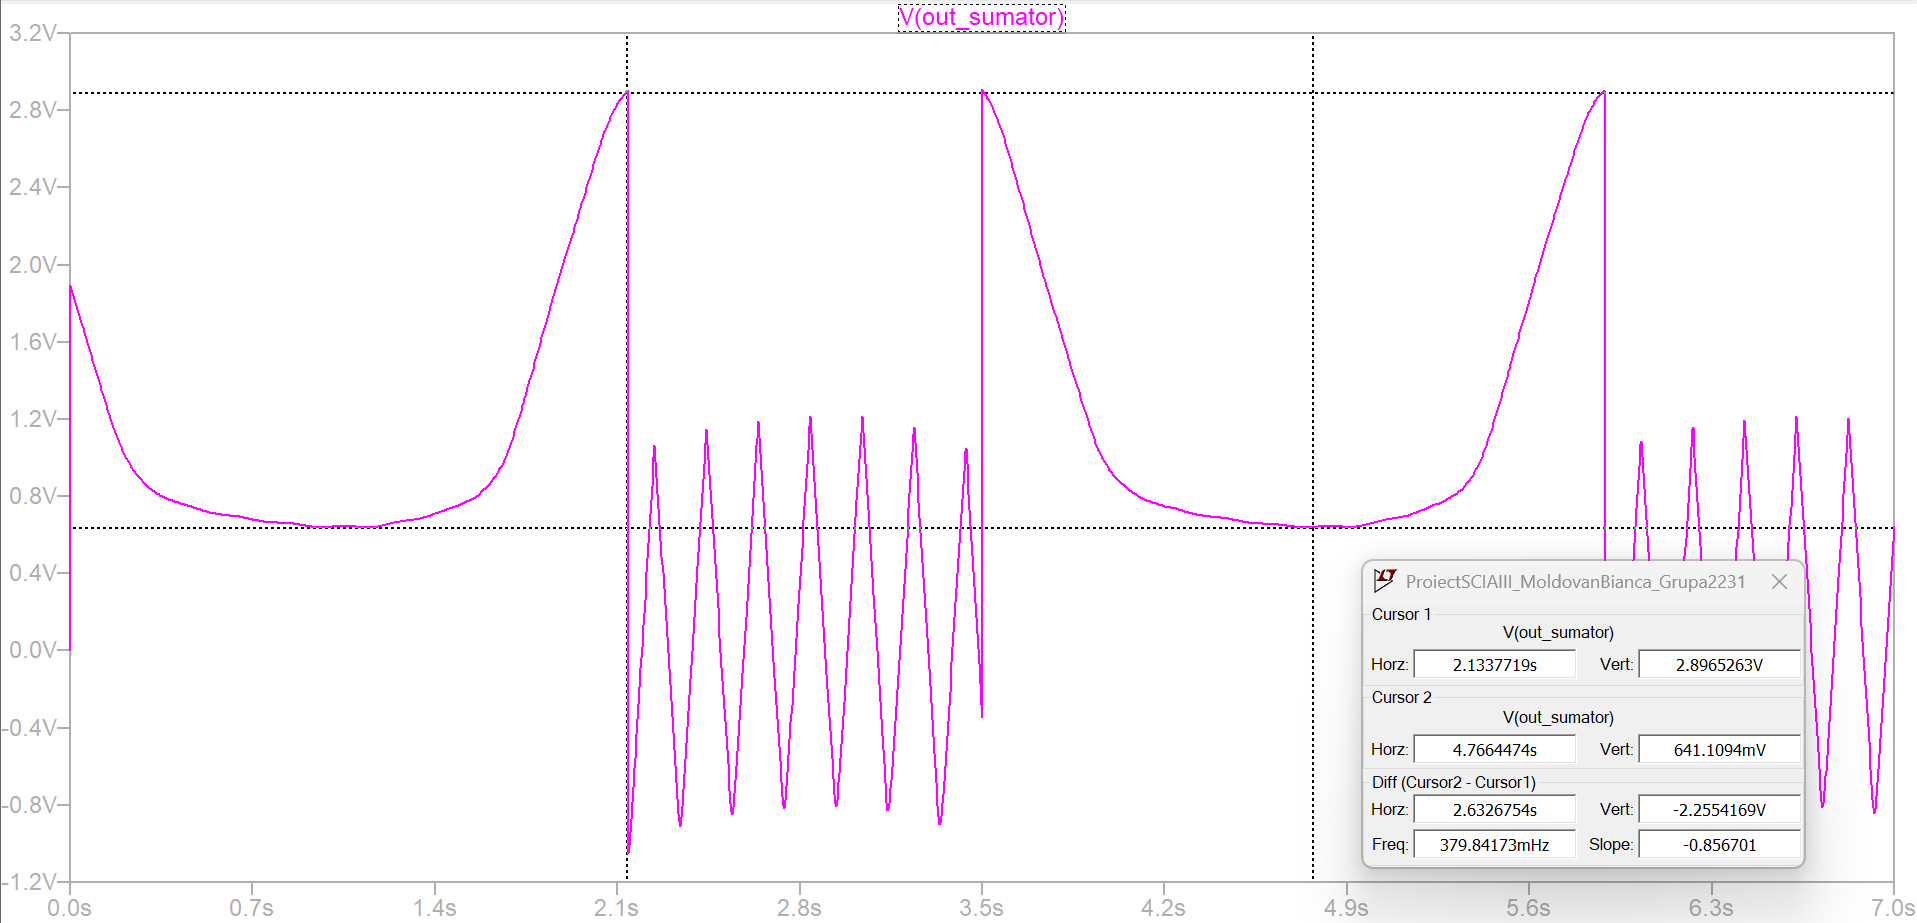 V(out_sumator)
3.2V
2.8V
2.4V
2.0V
1.6V
1.2V
0.8V
0.4V
0.0V
-0.4V
-0.8V
-1.2V
0.0s 0.7s 1.4s 2.1s 2.8s 3.5s 4.2s 4.9s 5.6s 6.3s 7.0s
ProiectSCIAIII_MoldovanBianca_Grupa2231
Cursor 1
V(out_sumator)
Horz: 2.1337719s Vert: 2.8965263V
Cursor 2
V(out_sumator)
Horz: 4.7664474s Vert: 641.1094mV
Diff (Cursor2 - Cursor1)
Horz: 2.6326754s Vert: -2.2554169V
Freq: 379.84173mHz Slope: -0.856701